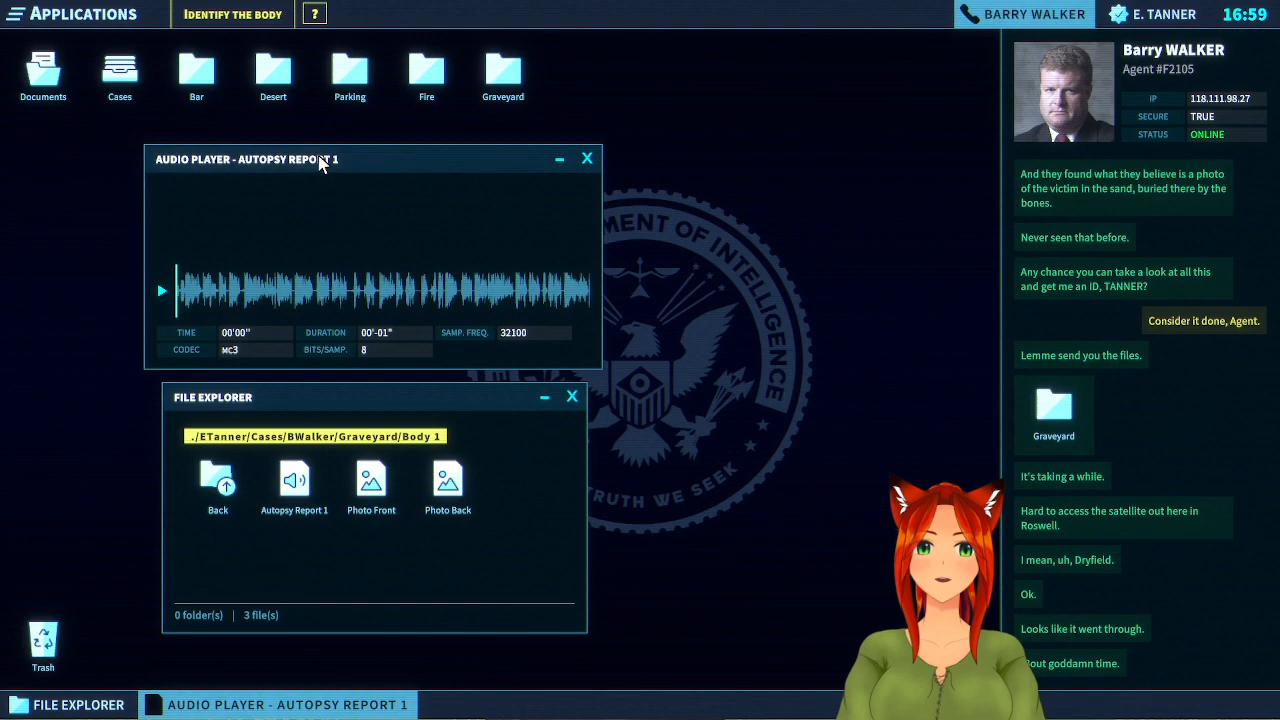 APPLICATIONS
IDENTIFY THE BODY
?
BARRY WALKER
E. TANNER
16:59
Documents
Cases
Bar
Desert
Parking
Fire
Graveyard
AUDIO PLAYER - AUTOPSY REPORT 1
X
TIME
00'00"
DURATION
00'-01"
SAMP. FREQ.
32100
CODEC
MC3
BITS/SAMP.
8
FILE EXPLORER
X
./ETanner/Cases/BWalker/Graveyard/Body 1
Back
Autopsy Report 1
Photo Front
Photo Back
0 folder(s) | 3 file(s)
MENT OF INTELLIGENCE
TRUTH WE SEEK
Trash
FILE EXPLORER
AUDIO PLAYER - AUTOPSY REPORT 1
Barry WALKER
Agent #F2105
IP
118.111.98.27
SECURE
TRUE
STATUS
ONLINE
And they found what they believe is a photo
of the victim in the sand, buried there by the
bones.
Never seen that before.
Any chance you can take a look at all this
and get me an ID, TANNER?
Consider it done, Agent.
Lemme send you the files.
Graveyard
It's taking a while.
Hard to access the satellite out here in
Roswell.
I mean, uh, Dryfield.
Ok.
Looks like it went through.
out goddamn time.